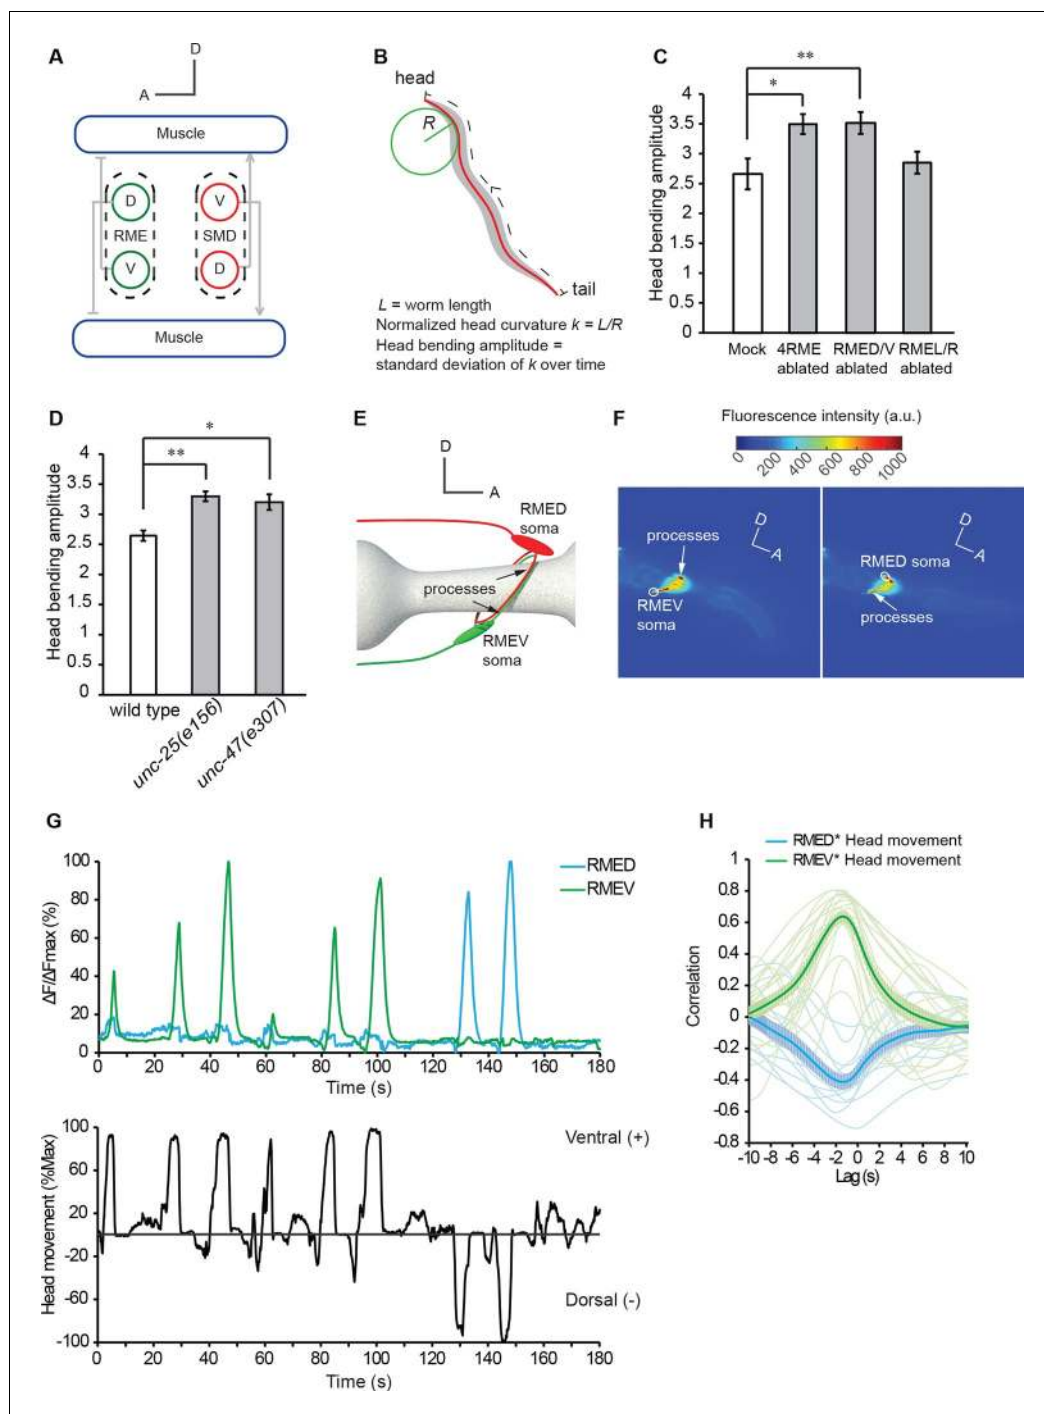 A
D
A
Muscle
D
V
RME
SMD
V
D
Muscle
B
head
R
tail
L = worm length
Normalized head curvature k = L/R
Head bending amplitude =
standard deviation of k over time
C
**
*
Head bending amplitude
4
3.5
3
2.5
2
1.5
1
0.5
0
Mock
4RME
ablated
RMED/V
ablated
RMEL/R
ablated
D
*
**
Head bending amplitude
4
3.5
3
2.5
2
1.5
1
0.5
0
wild type
unc-25(e156)
unc-47(e307)
E
D
A
RMED
soma
processes
RMEV
soma
F
Fluorescence intensity (a.u.)
0
200
400
600
800
1000
processes
D
A
RMEV
soma
D
A
RMED soma
processes
G
RMED
RMEV
ΔF/ΔFmax (%)
100
80
60
40
20
0
0 20 40 60 80 100 120 140 160 180
Time (s)
Head movement (%Max)
100
60
20
-20
-60
-100
Ventral (+)
Dorsal (-)
0 20 40 60 80 100 120 140 160 180
Time (s)
H
RMED* Head movement
RMEV* Head movement
Correlation
1
0.8
0.6
0.4
0.2
0
-0.2
-0.4
-0.6
-0.8
-10 -8 -6 -4 -2 0 2 4 6 8 10
Lag(s)